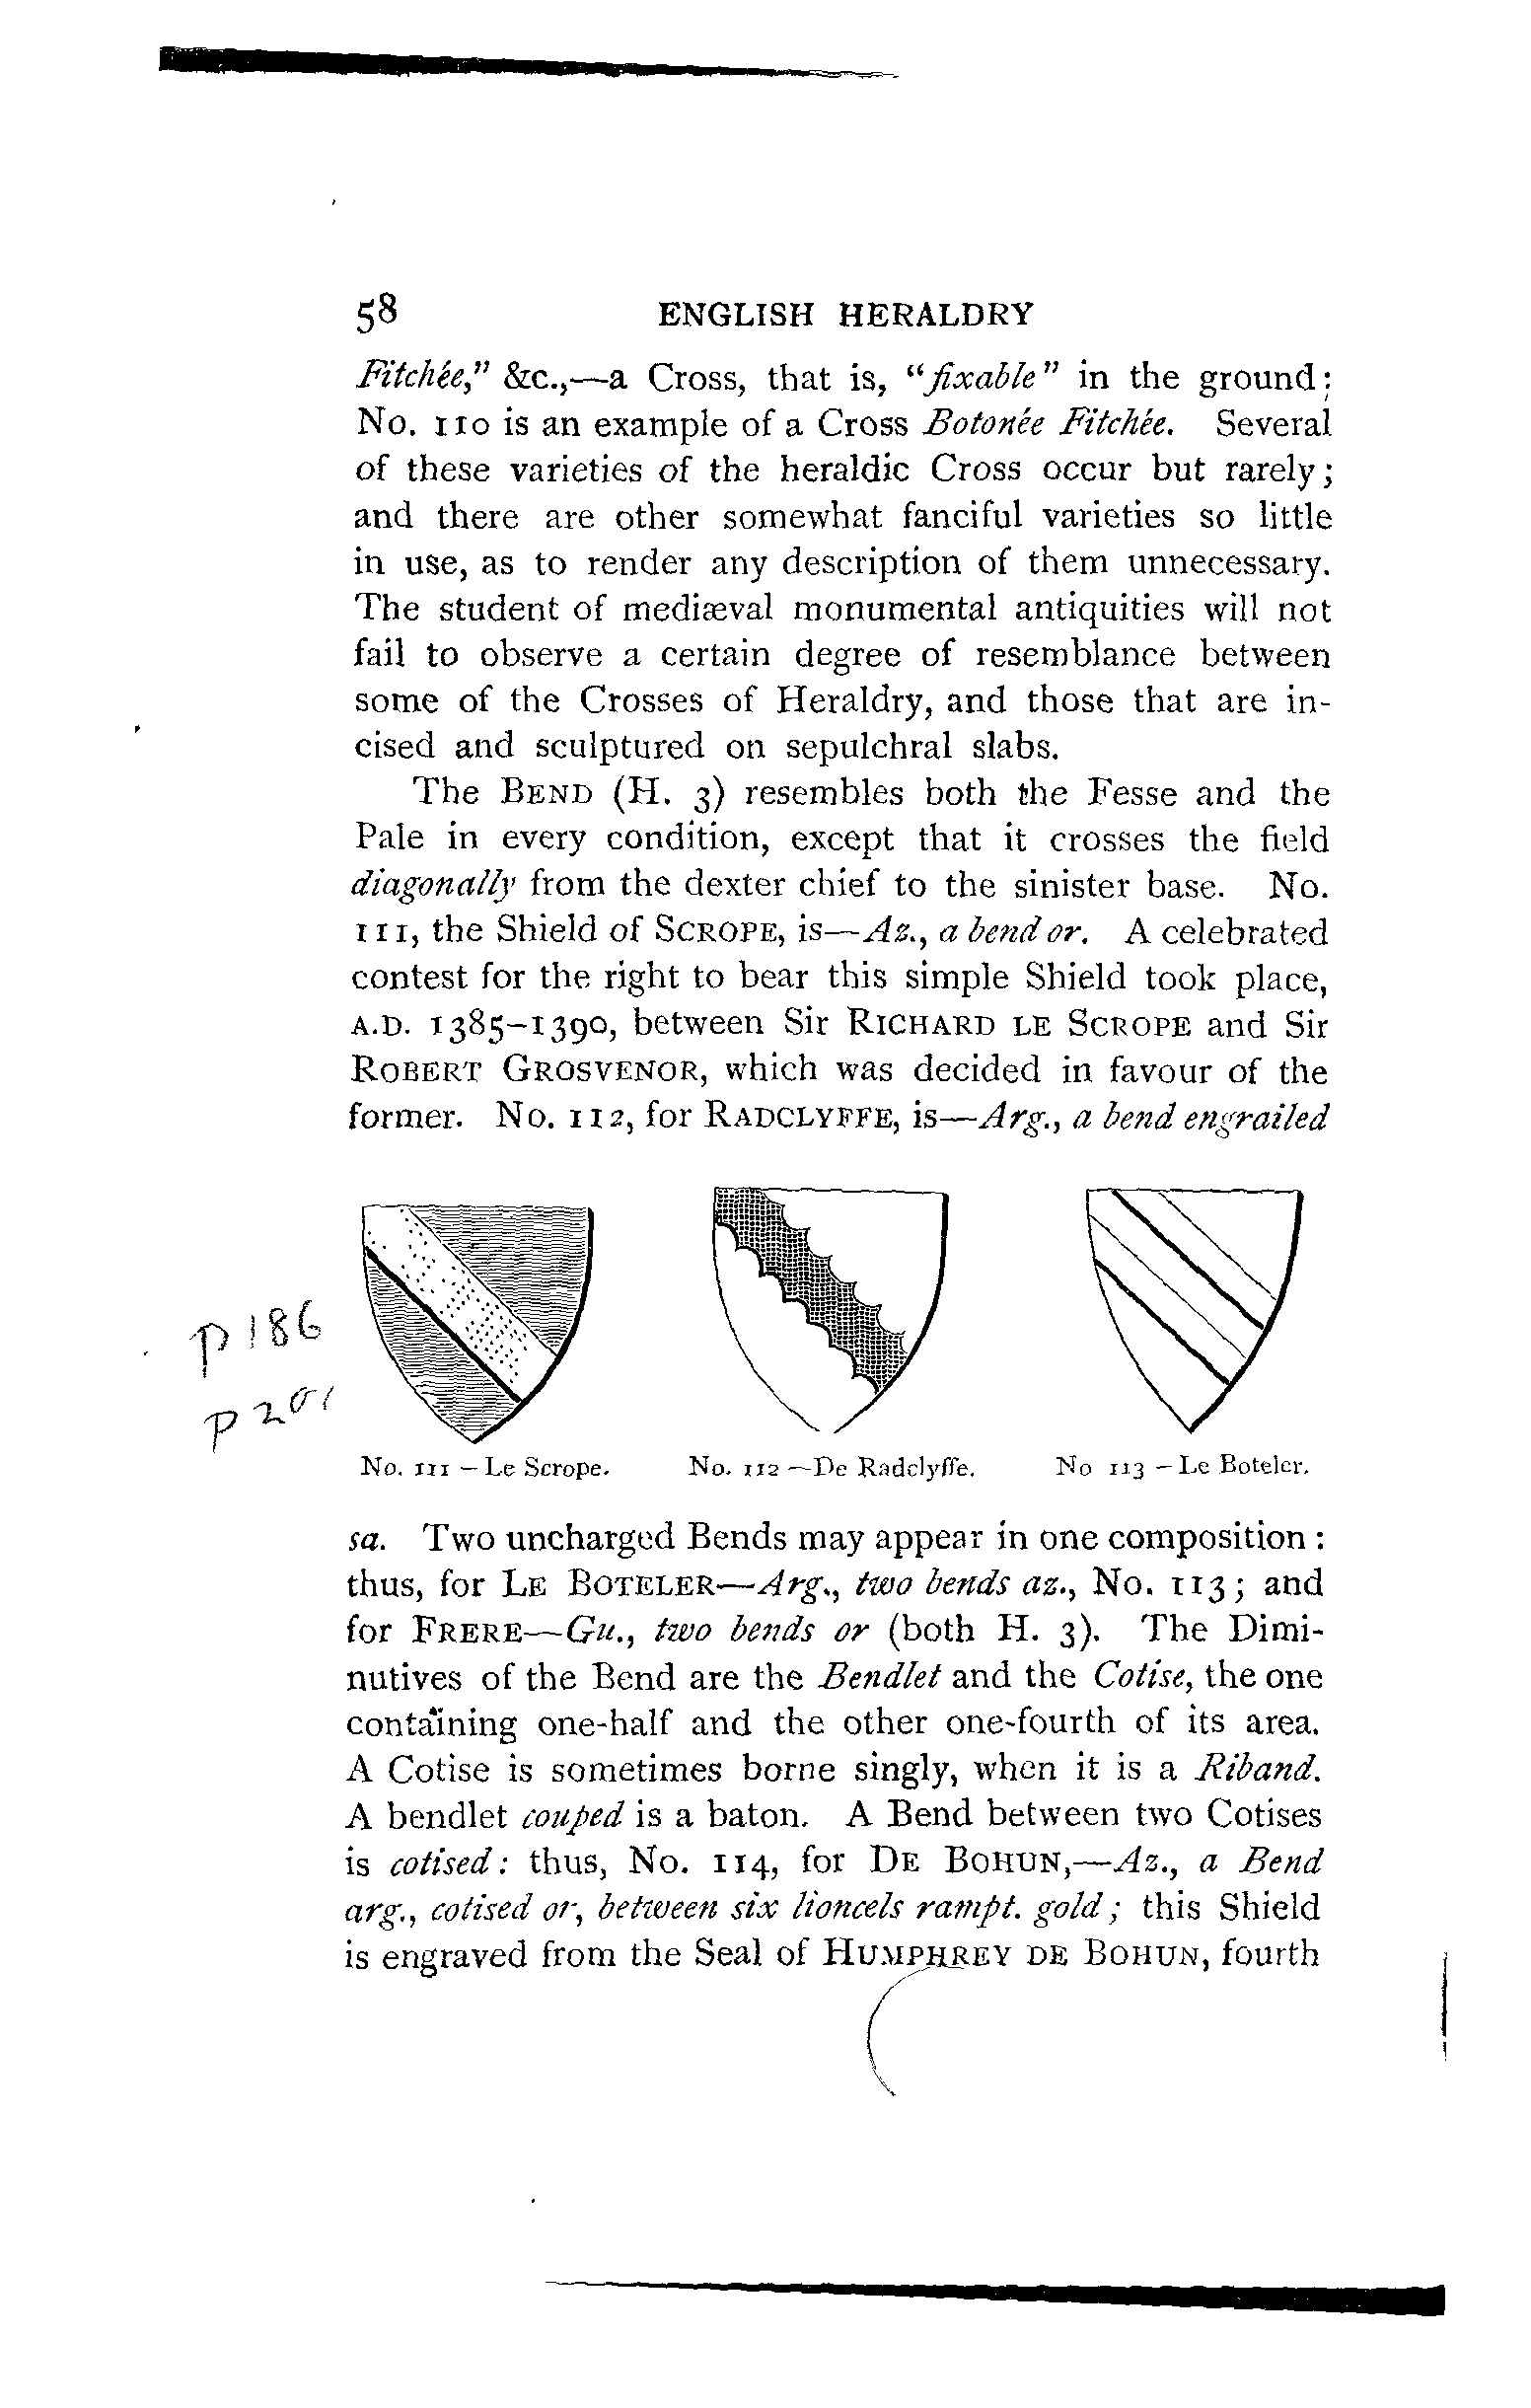 58 ENGLISH HERALDRY
Fitchée," &c.,—a Cross, that is, "fixable" in the ground;
No. 110 is an example of a Cross Botonée Fitchée. Several
of these varieties of the heraldic Cross occur but rarely;
and there are other somewhat fanciful varieties so little
in use, as to render any description of them unnecessary.
The student of mediæval monumental antiquities will not
fail to observe a certain degree of resemblance between
some of the Crosses of Heraldry, and those that are in-
cised and sculptured on sepulchral slabs.
The BEND (H. 3) resembles both the Fesse and the
Pale in every condition, except that it crosses the field
diagonally from the dexter chief to the sinister base. No.
111, the Shield of SCROPE, is—Az., a bend or. A celebrated
contest for the right to bear this simple Shield took place,
A.D. 1385–1390, between Sir RICHARD LE SCROPE and Sir
ROBERT GROSVENOR, which was decided in favour of the
former. No. 112, for RADCLYFFE, is—Arg., a bend engrailed
p 186
p 201
No. 111 – Le Scrope. No. 112 —De Radclyffe. No 113 – Le Boteler.
sa. Two uncharged Bends may appear in one composition :
thus, for LE BOTELER—Arg., two bends az., No. 113; and
for FRERE—Gu., two bends or (both H. 3). The Dimi-
nutives of the Bend are the Bendlet and the Cotise, the one
containing one-half and the other one-fourth of its area.
A Cotise is sometimes borne singly, when it is a Riband.
A bendlet couped is a baton. A Bend between two Cotises
is cotised: thus, No. 114, for DE BOHUN,—Az., a Bend
arg., cotised or, between six lioncels rampt. gold; this Shield
is engraved from the Seal of HUMPHREY DE BOHUN, fourth